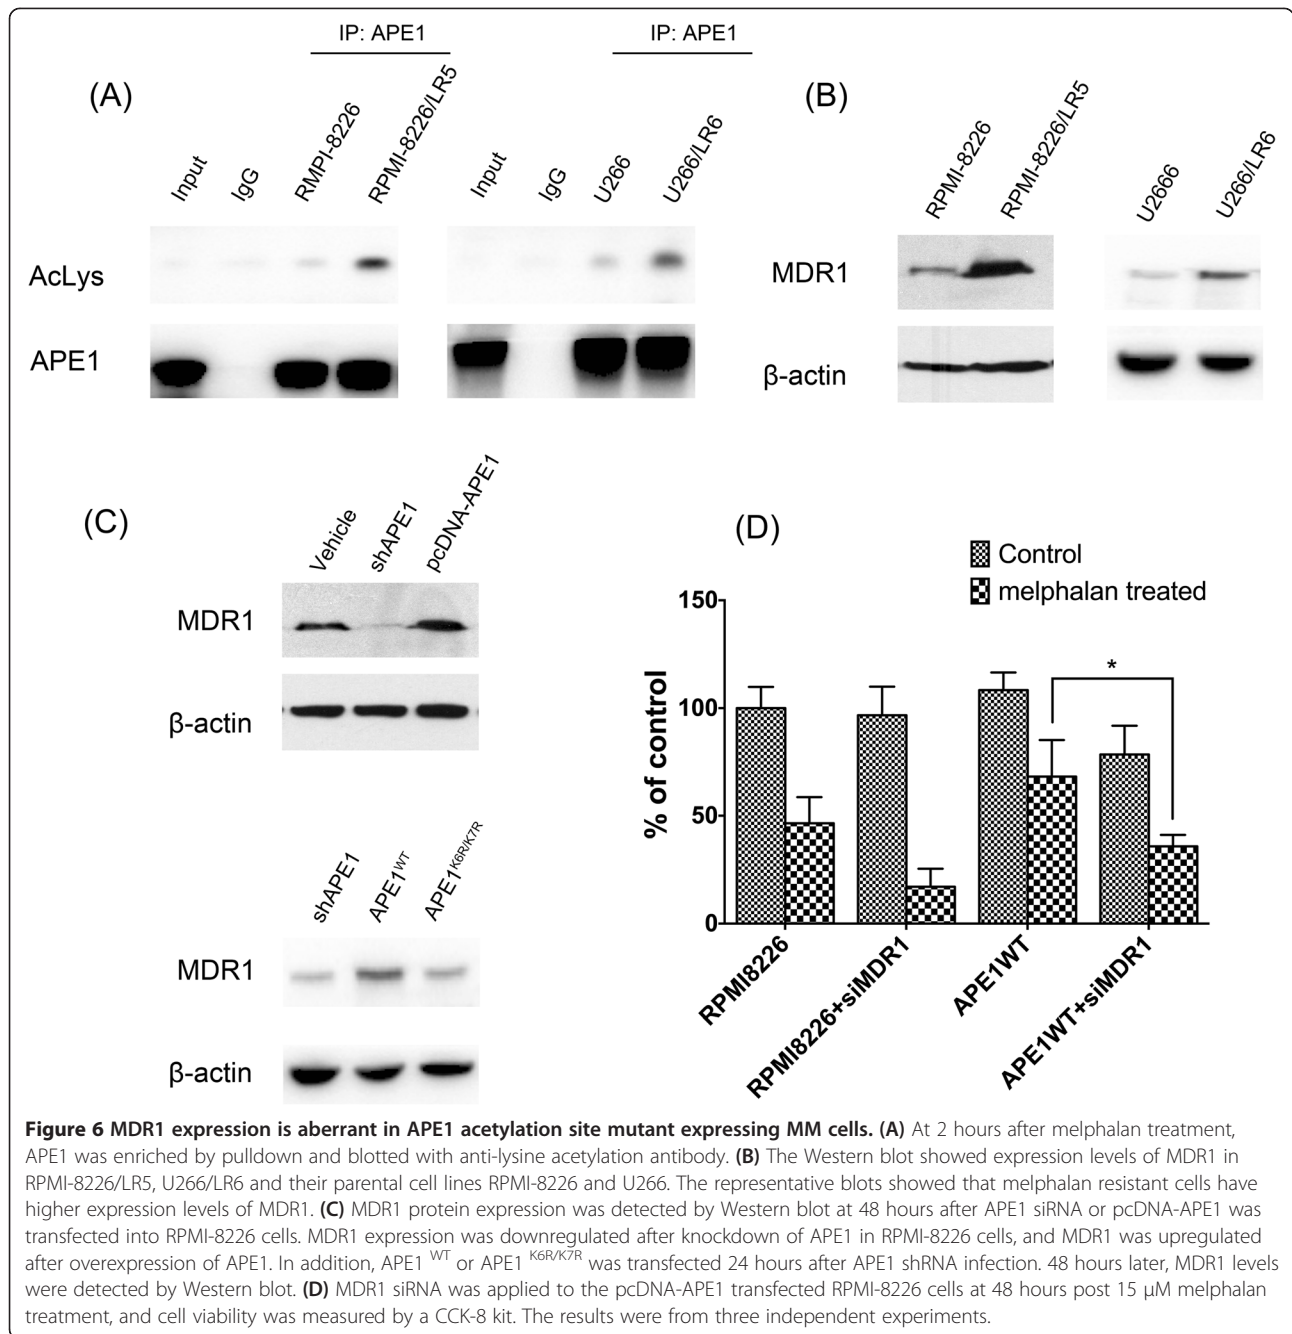 IP: APE1
IP: APE1
(A)
Input
IgG
RMPI-8226
RPMI-8226/LR5
Input
IgG
U266
U266/LR6
AcLys
APE1
(B)
RPMI-8226
RPMI-8226/LR5
U2666
U266/LR6
MDR1
β-actin
(C)
Vehicle
shAPE1
pcDNA-APE1
MDR1
β-actin
shAPE1
APE1WT
APE1K6R/K7R
MDR1
β-actin
(D)
Control
melphalan treated
% of control
150
100
50
0
*
RPMI8226
RPMI8226+siMDR1
APE1WT
APE1WT+siMDR1
Figure 6 MDR1 expression is aberrant in APE1 acetylation site mutant expressing MM cells. (A) At 2 hours after melphalan treatment,
APE1 was enriched by pulldown and blotted with anti-lysine acetylation antibody. (B) The Western blot showed expression levels of MDR1 in
RPMI-8226/LR5, U266/LR6 and their parental cell lines RPMI-8226 and U266. The representative blots showed that melphalan resistant cells have
higher expression levels of MDR1. (C) MDR1 protein expression was detected by Western blot at 48 hours after APE1 siRNA or pcDNA-APE1 was
transfected into RPMI-8226 cells. MDR1 expression was downregulated after knockdown of APE1 in RPMI-8226 cells, and MDR1 was upregulated
after overexpression of APE1. In addition, APE1 WT or APE1 K6R/K7R was transfected 24 hours after APE1 shRNA infection. 48 hours later, MDR1 levels
were detected by Western blot. (D) MDR1 siRNA was applied to the pcDNA-APE1 transfected RPMI-8226 cells at 48 hours post 15 μM melphalan
treatment, and cell viability was measured by a CCK-8 kit. The results were from three independent experiments.